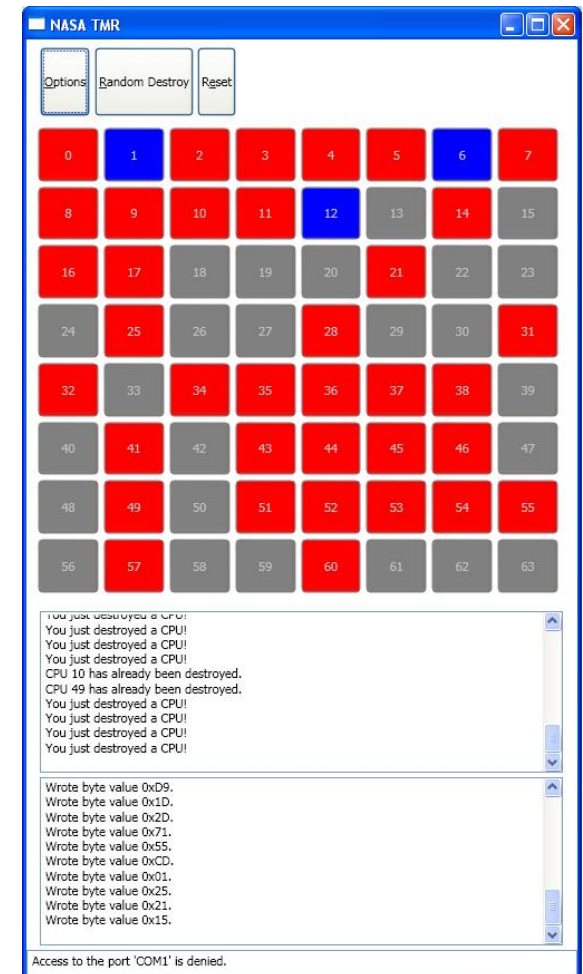 NASA TMR
Options Random Destroy Reset
0 1 2 3 4 5 6 7
8 9 10 11 12 13 14 15
16 17 18 19 20 21 22 23
24 25 26 27 28 29 30 31
32 33 34 35 36 37 38 39
40 41 42 43 44 45 46 47
48 49 50 51 52 53 54 55
56 57 58 59 60 61 62 63
You just destroyed a CPU!
You just destroyed a CPU!
You just destroyed a CPU!
You just destroyed a CPU!
CPU 10 has already been destroyed.
CPU 49 has already been destroyed.
You just destroyed a CPU!
You just destroyed a CPU!
You just destroyed a CPU!
You just destroyed a CPU!
Wrote byte value 0xD9.
Wrote byte value 0x1D.
Wrote byte value 0x2D.
Wrote byte value 0x71.
Wrote byte value 0x55.
Wrote byte value 0xCD.
Wrote byte value 0x01.
Wrote byte value 0x25.
Wrote byte value 0x21.
Wrote byte value 0x15.
Access to the port 'COM1' is denied.